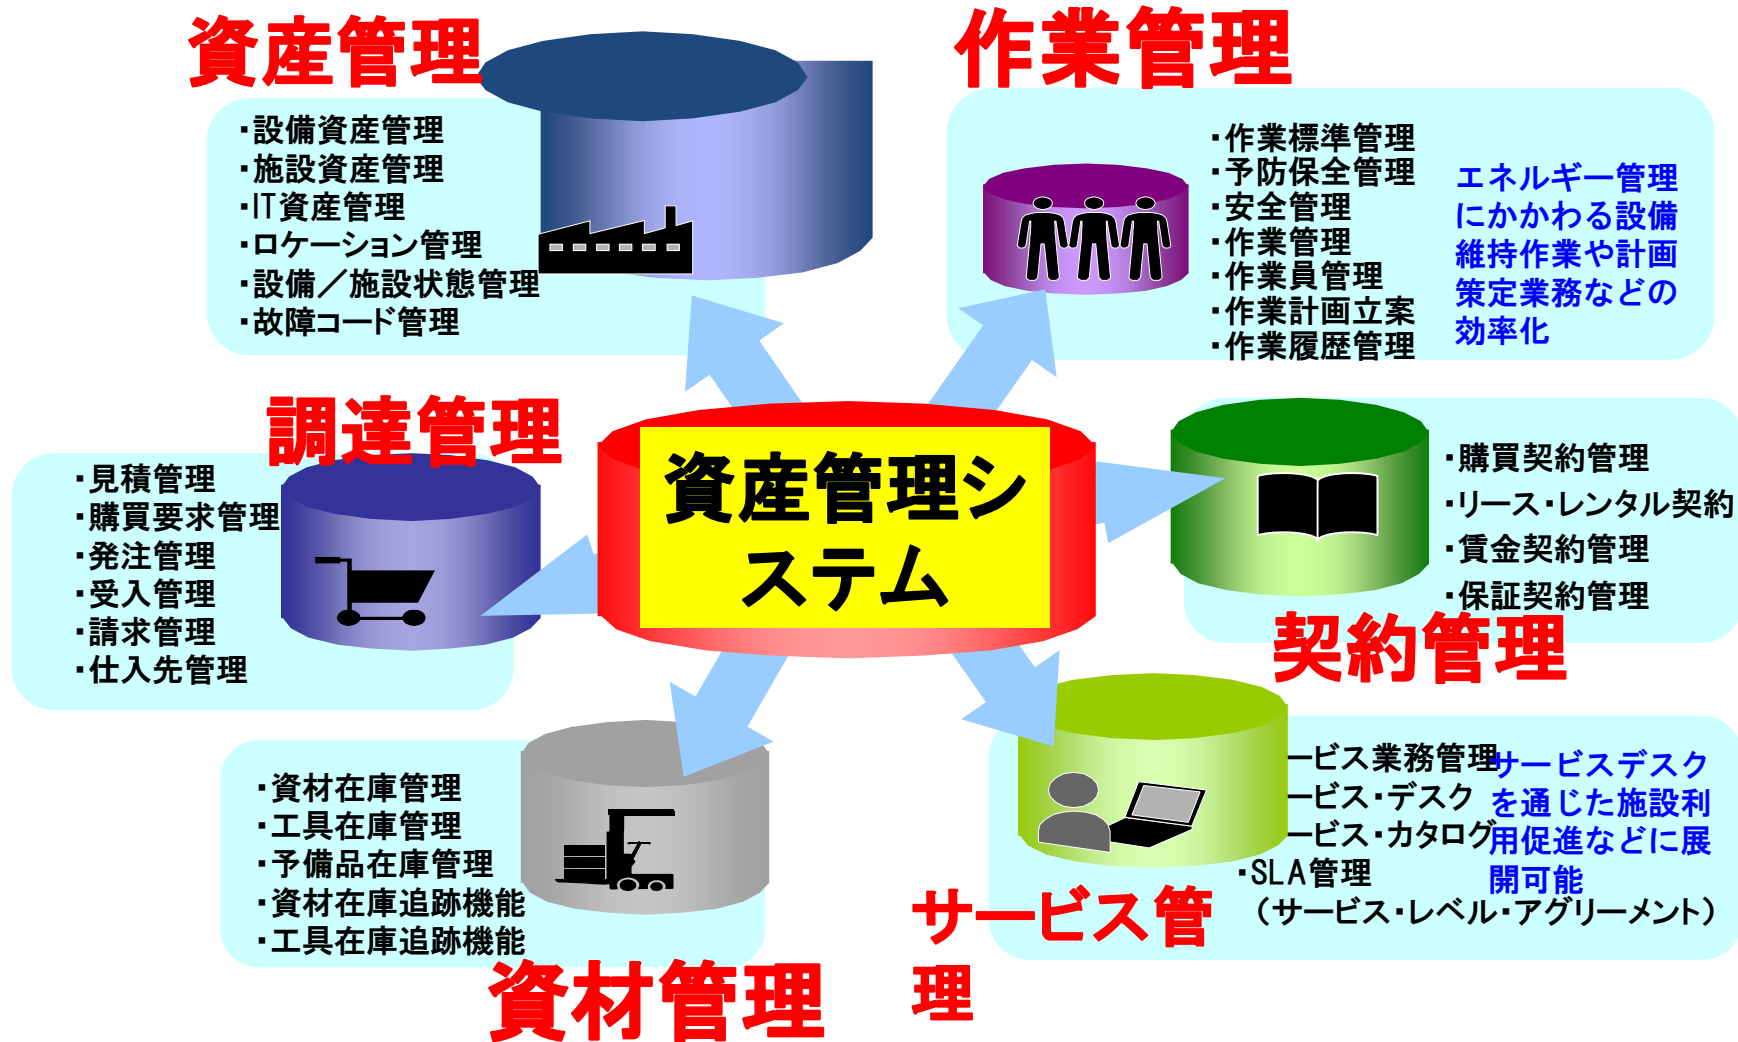 資産管理
・設備資産管理
・施設資産管理
・IT資産管理
・ロケーション管理
・設備／施設状態管理
・故障コード管理
作業管理
・作業標準管理
・予防保全管理
・安全管理
・作業管理
・作業員管理
・作業計画立案
・作業履歴管理
エネルギー管理
にかかわる設備
維持作業や計画
策定業務などの
効率化
調達管理
・見積管理
・購買要求管理
・発注管理
・受入管理
・請求管理
・仕入先管理
資産管理シ
ステム
・購買契約管理
・リース・レンタル契約
・賃金契約管理
・保証契約管理
契約管理
・資材在庫管理
・工具在庫管理
・予備品在庫管理
・資材在庫追跡機能
・工具在庫追跡機能
資材管理
ービス業務管理
ービス・デスク
ービス・カタログ
・SLA管理
（サービス・レベル・アグリーメント）
サービスデスク
を通じた施設利
用促進などに展
開可能
サービス管
理